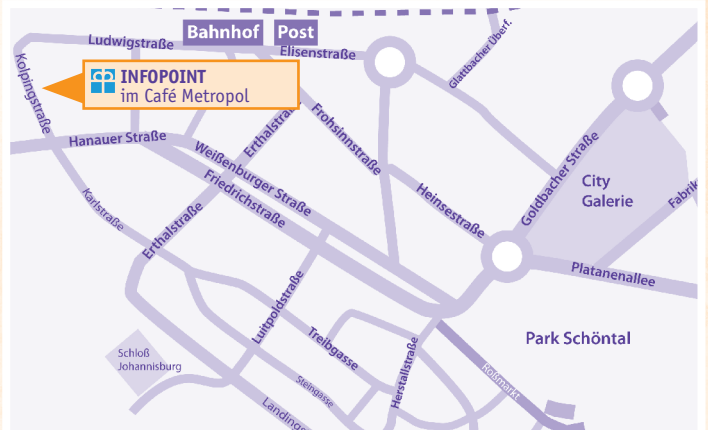 Bahnhof
Post
Ludwigstraße
Elisenstraße
Glattbacher Überf.
Kolpingstraße
INFOPOINT
im Café Metropol
Hanauer Straße
Erthalstraße
Frohsinnstraße
Weißenburger Straße
Friedrichstraße
Heinsestraße
Goldbacher Straße
City
Galerie
Karlstraße
Erthalstraße
Platanenallee
Luitpoldstraße
Treibgasse
Park Schöntal
Schloß
Johannisburg
Steingasse
Herstallstraße
Roßmarkt